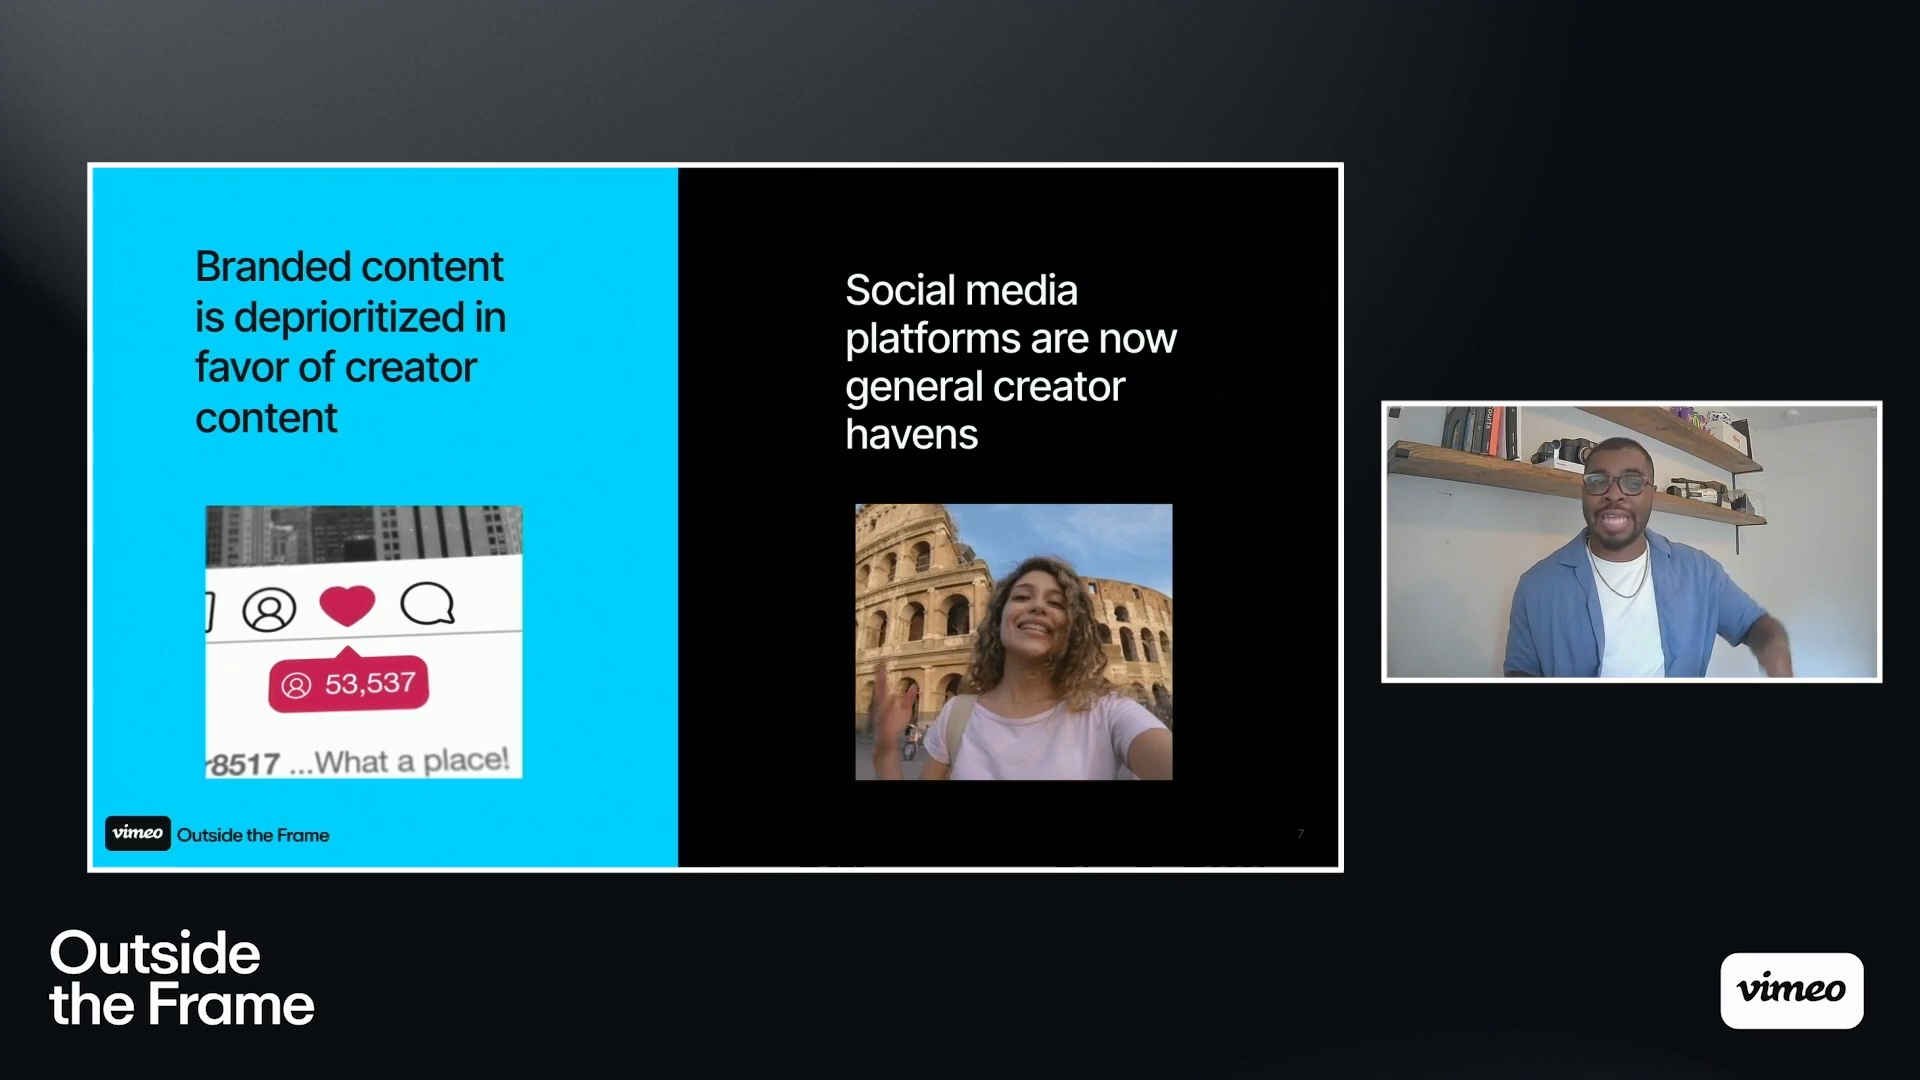 Branded content
is deprioritized in
favor of creator
content
53,537
r8517 ...What a place!
vimeo Outside the Frame
Social media
platforms are now
general creator
havens
7
Outside
the Frame
vimeo